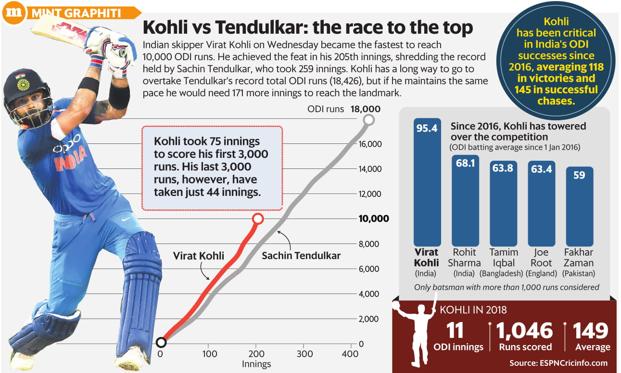 m MINT GRAPHITI
Kohli vs Tendulkar: the race to the top
Indian skipper Virat Kohli on Wednesday became the fastest to reach
10,000 ODI runs. He achieved the feat in his 205th innings, shredding the record
held by Sachin Tendulkar, who took 259 innings. Kohli has a long way to go to
overtake Tendulkar's record total ODI runs (18,426), but if he maintains the same
pace he would need 171 more innings to reach the landmark.
Kohli
has been critical
in India's ODI
successes since
2016, averaging 118
in victories and
145 in successful
chases.
oppo
INDIA
ODI runs 18,000
16,000
14,000
12,000
10,000
8,000
6,000
4,000
2,000
0
Kohli took 75 innings
to score his first 3,000
runs. His last 3,000
runs, however, have
taken just 44 innings.
Virat Kohli
Sachin Tendulkar
0 100 200 300 400
Innings
Since 2016, Kohli has towered
over the competition
(ODI batting average since 1 Jan 2016)
95.4 68.1 63.8 63.4 59
Virat Rohit Tamim Joe Fakhar
Kohli Sharma Iqbal Root Zaman
(India) (India) (Bangladesh) (England) (Pakistan)
Only batsman with more than 1,000 runs considered
KOHLI IN 2018
11 1,046 149
ODI innings Runs scored Average
Source: ESPNCricinfo.com